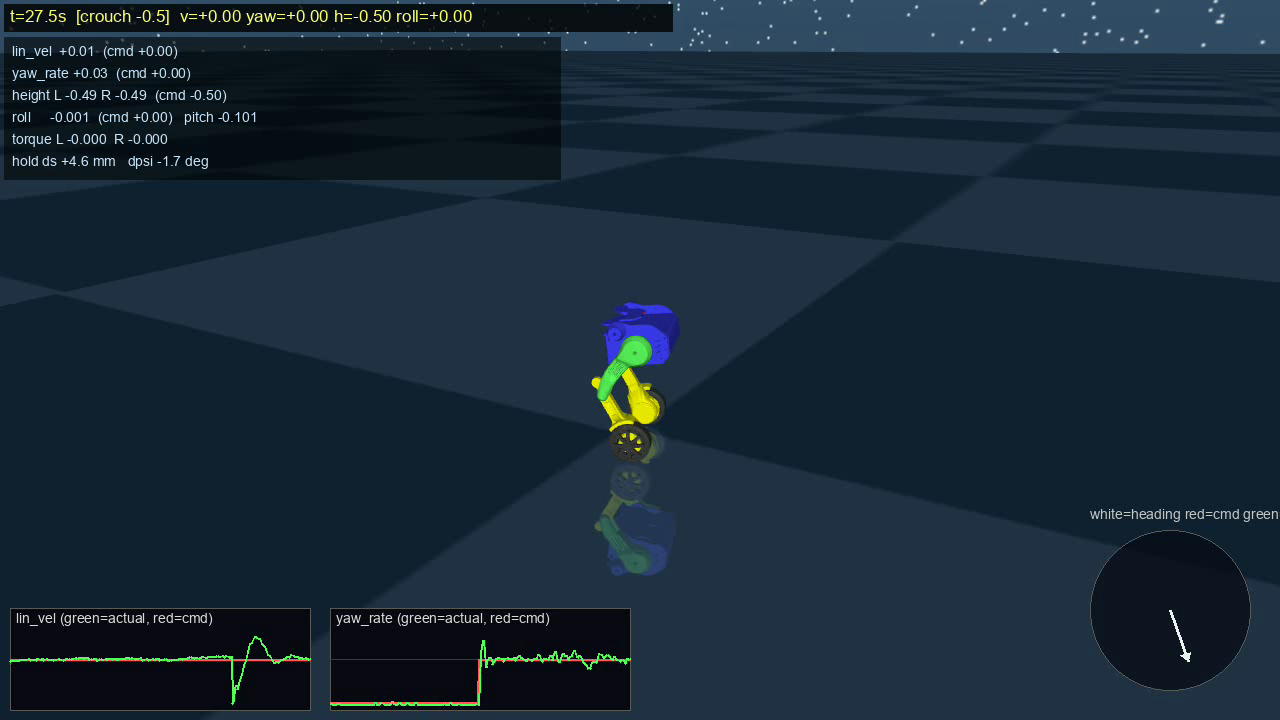 t=27.5s  [crouch -0.5]  v=+0.00 yaw=+0.00 h=-0.50 roll=+0.00
lin_vel  +0.01  (cmd +0.00)
yaw_rate +0.03  (cmd +0.00)
height L -0.49 R -0.49  (cmd -0.50)
roll     -0.001  (cmd +0.00)   pitch -0.101
torque L -0.000  R -0.000
hold ds +4.6 mm   dpsi -1.7 deg
white=heading red=cmd green
lin_vel (green=actual, red=cmd)
yaw_rate (green=actual, red=cmd)